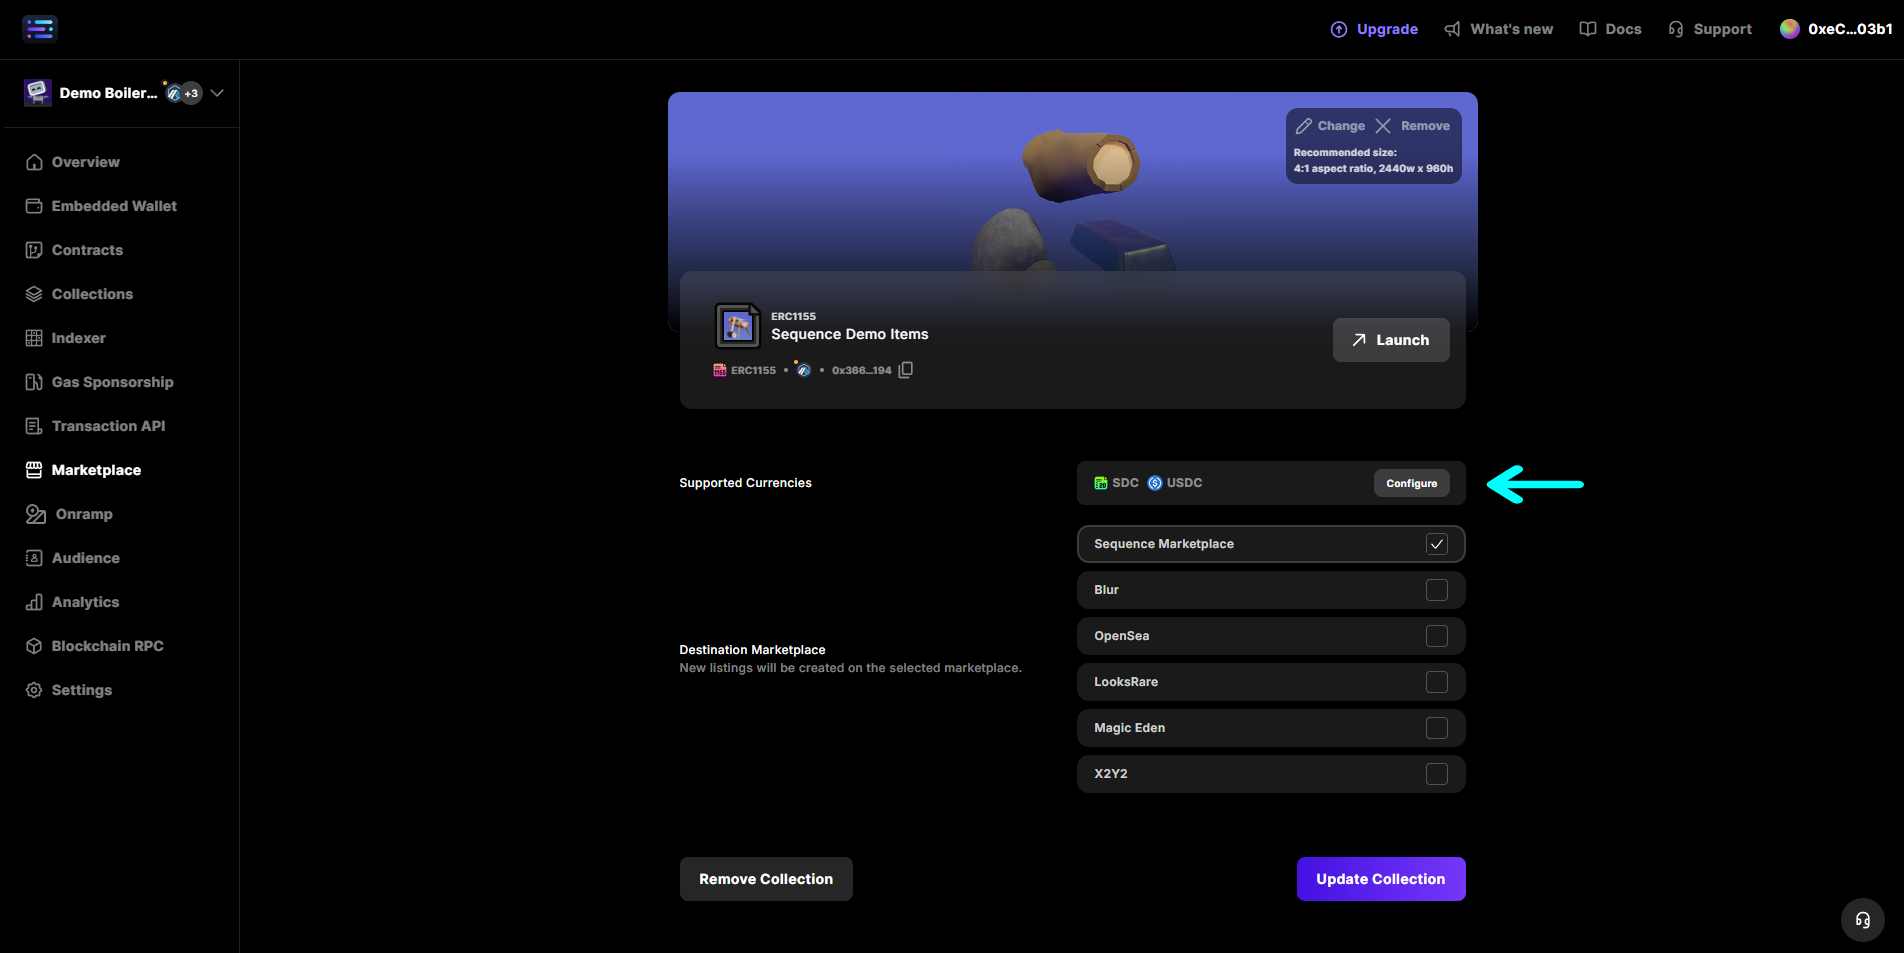 Upgrade
What's new
Docs
Support
0xeC...03b1
Demo Boiler...
+3
Overview
Embedded Wallet
Contracts
Collections
Indexer
Gas Sponsorship
Transaction API
Marketplace
Onramp
Audience
Analytics
Blockchain RPC
Settings
Change
Remove
Recommended size:
4:1 aspect ratio, 2440w x 960h
ERC1155
Sequence Demo Items
1155 ERC1155 • • 0x366...194
Launch
Supported Currencies
SDC USDC
Configure
Sequence Marketplace
Blur
OpenSea
Destination Marketplace
New listings will be created on the selected marketplace.
LooksRare
Magic Eden
X2Y2
Remove Collection
Update Collection